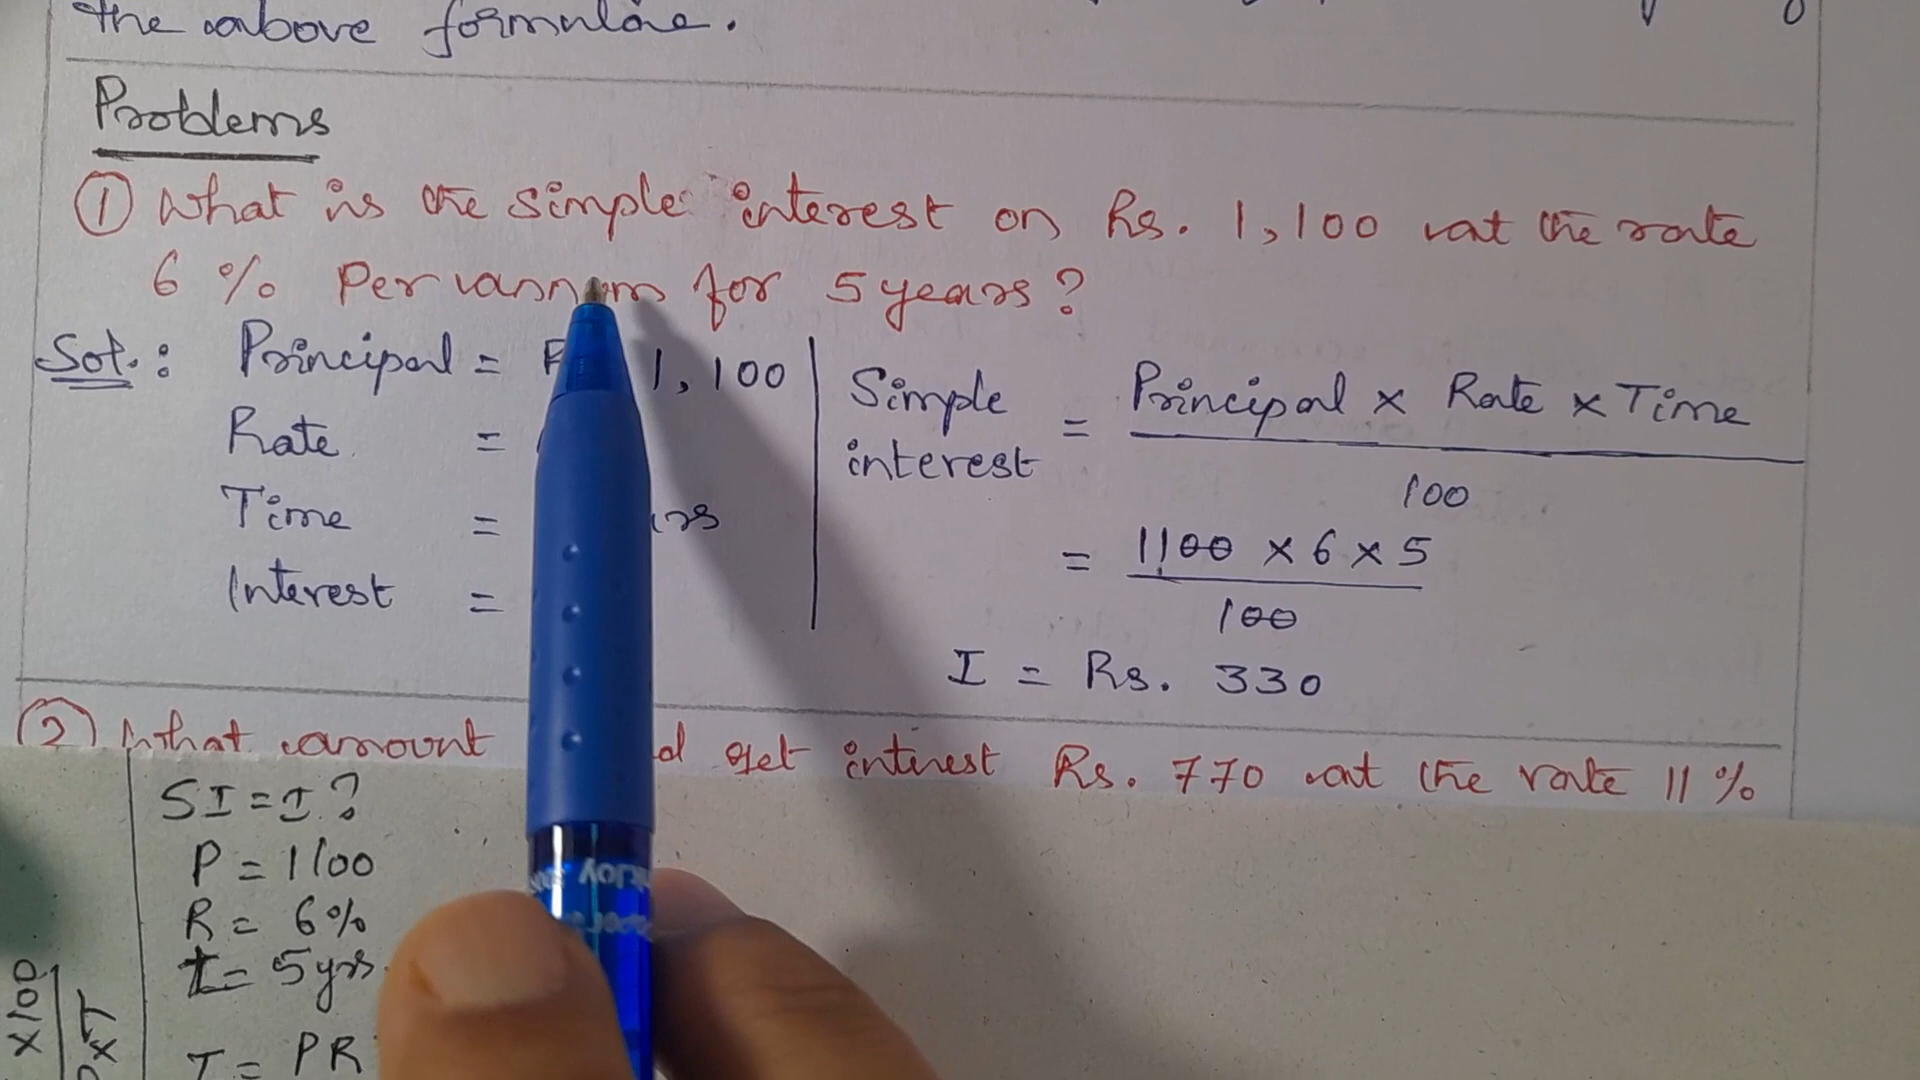 the above formulae.
Problems
① What is the simple interest on Rs. 1,100 at the rate
6 % Per annum for 5 years?
Sol.: Principal = 1,100
Rate =
Time =
Interest =
Simple interest = Principal × Rate × Time
100
= 1100 × 6 × 5
100
I = Rs. 330
② What amount get interest Rs. 770 at the rate 11 %
SI = I ?
P = 1100
R = 6%
t = 5 yrs
I = PR
×100
P×T